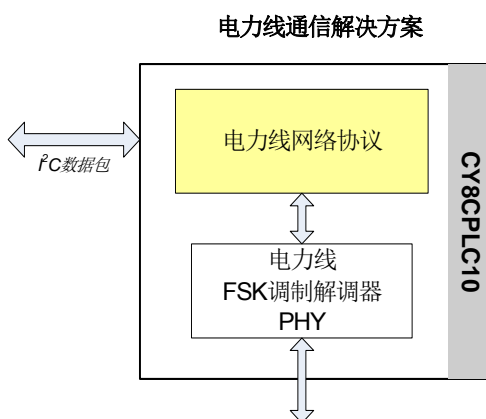 电力线通信解决方案
电力线网络协议
I²C数据包
电力线
FSK调制解调器
PHY
CY8CPLC10